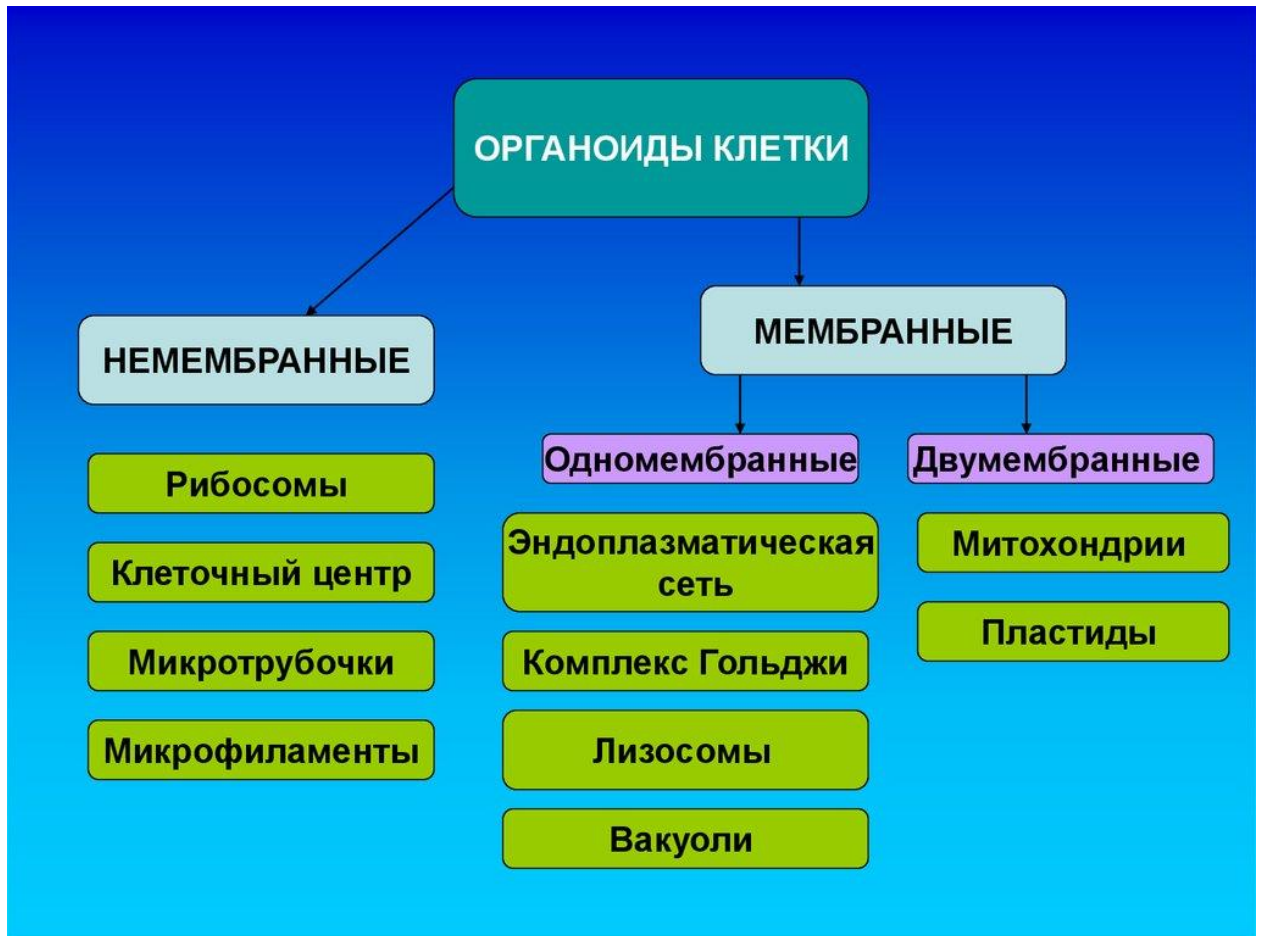 ОРГАНОИДЫ КЛЕТКИ
НЕМЕМБРАННЫЕ
Рибосомы
Клеточный центр
Микротрубочки
Микрофиламенты
МЕМБРАННЫЕ
Одномембранные
Эндоплазматическая
сеть
Комплекс Гольджи
Лизосомы
Вакуоли
Двумембранные
Митохондрии
Пластиды